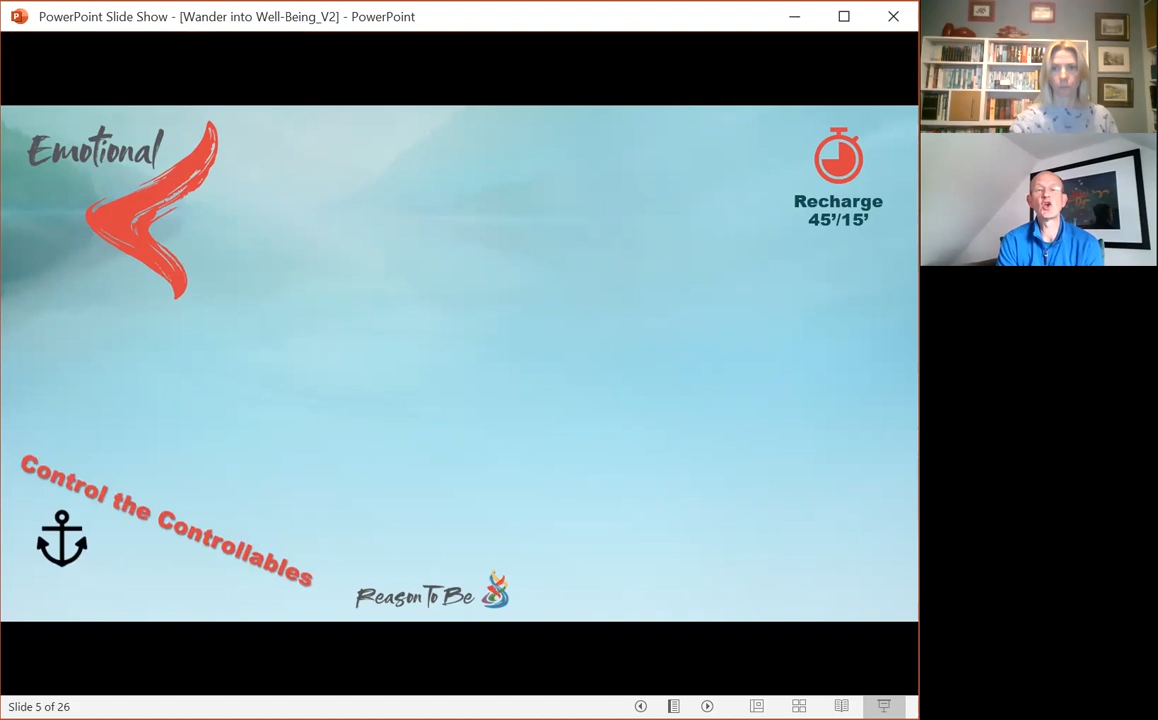 PowerPoint Slide Show - [Wander into Well-Being_V2] - PowerPoint
Emotional
Recharge
45’/15’
Control the Controllables
Reason To Be
Slide 5 of 26